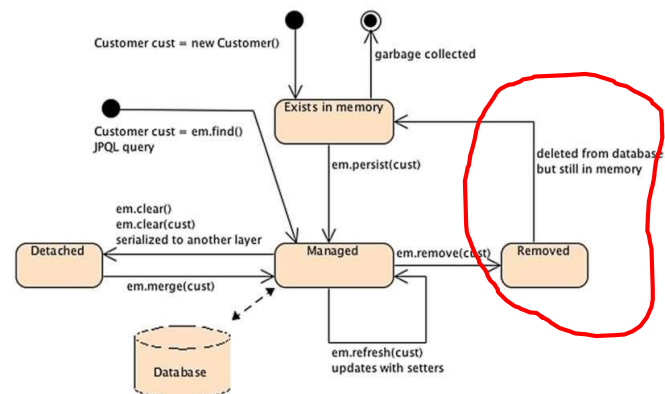 Customer cust = new Customer()
garbage collected
Exists in memory
Customer cust = em.find()
JPQL query
em.persist(cust)
deleted from database
but still in memory
em.clear()
em.clear(cust)
serialized to another layer
Detached
Managed
em.remove(cust)
Removed
em.merge(cust)
em.refresh(cust)
updates with setters
Database